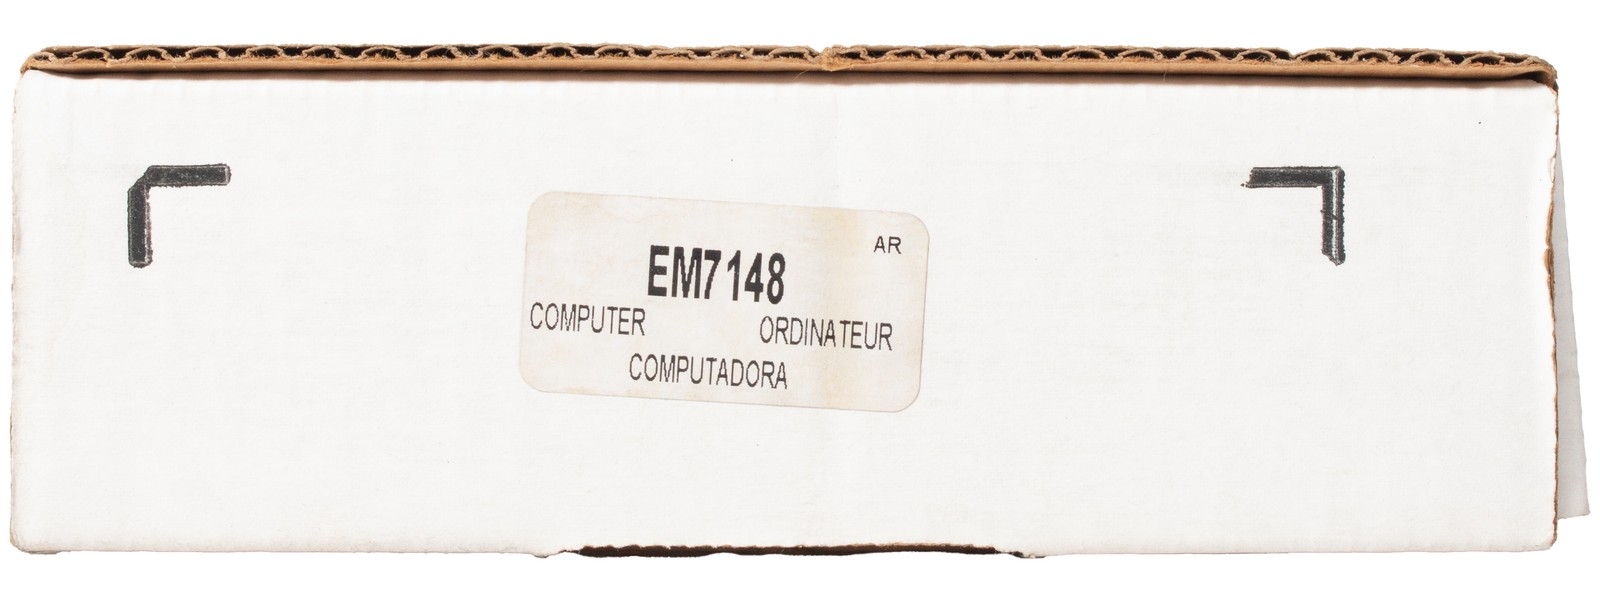 AR
EM7148
COMPUTER ORDINATEUR
COMPUTADORA